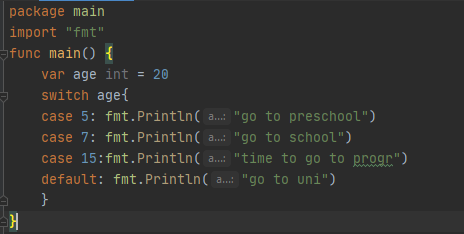 package main
import "fmt"
func main() {
    var age int = 20
    switch age{
    case 5: fmt.Println( a...: "go to preschool")
    case 7: fmt.Println( a...: "go to school")
    case 15:fmt.Println( a...: "time to go to progr")
    default: fmt.Println( a...: "go to uni")
    }
}